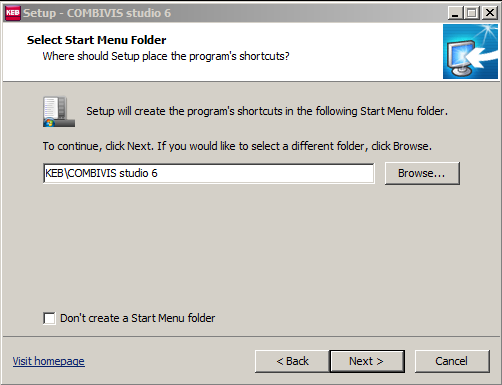 KEB Setup - COMBIVIS studio 6
Select Start Menu Folder
Where should Setup place the program's shortcuts?
Setup will create the program's shortcuts in the following Start Menu folder.
To continue, click Next. If you would like to select a different folder, click Browse.
KEB\COMBIVIS studio 6 Browse...
Don't create a Start Menu folder
Visit homepage < Back Next > Cancel